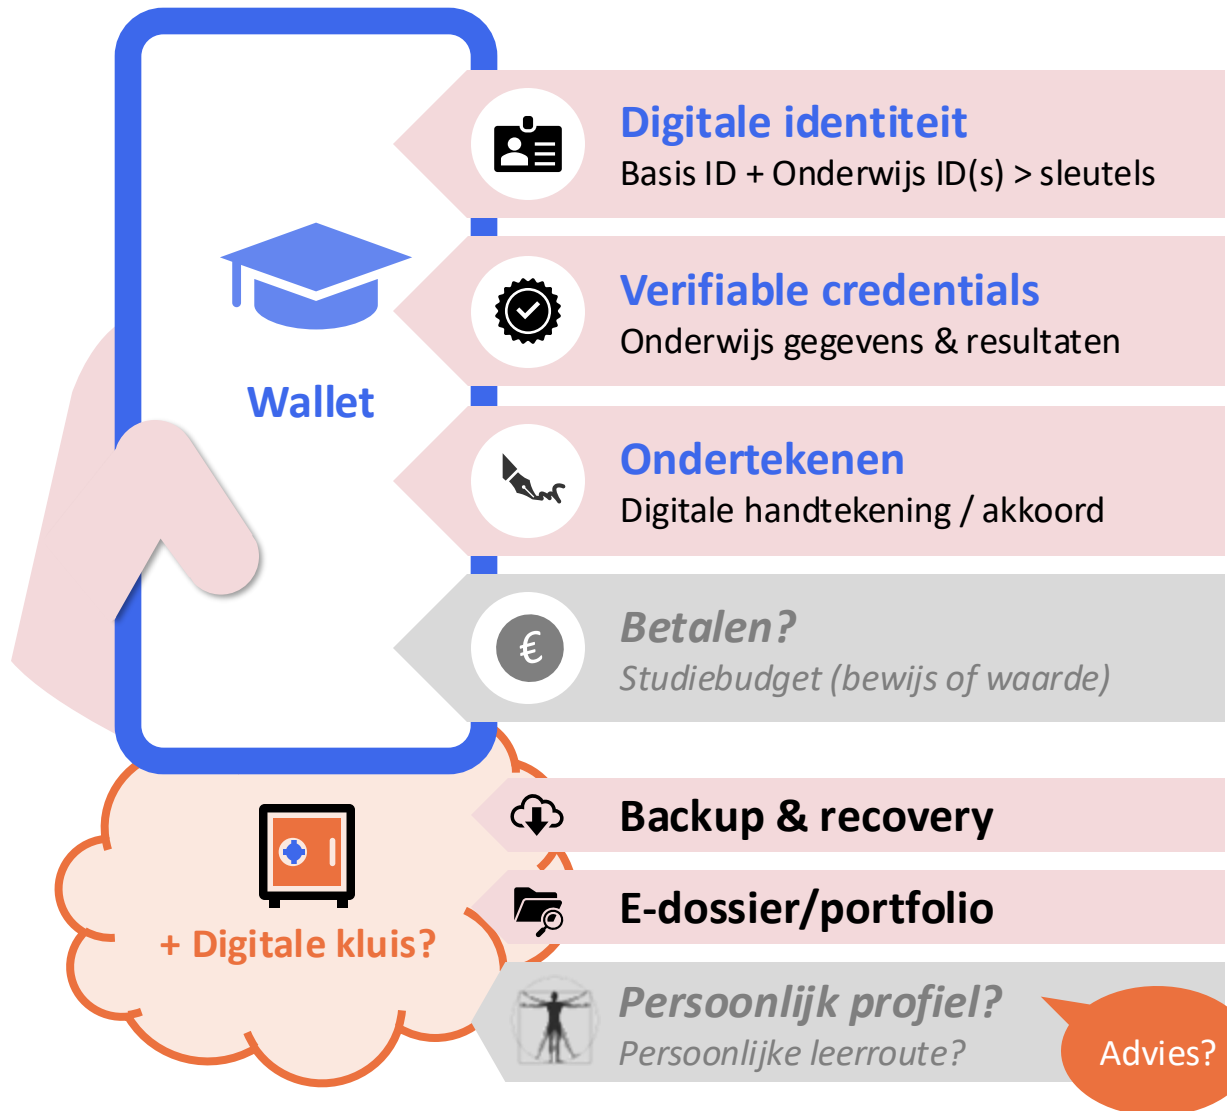 Digitale identiteit
Basis ID + Onderwijs ID(s) > sleutels
Verifiable credentials
Onderwijs gegevens & resultaten
Wallet
Ondertekenen
Digitale handtekening / akkoord
Betalen?
€
Studiebudget (bewijs of waarde)
Backup & recovery
E-dossier/portfolio
+ Digitale kluis?
Persoonlijk profiel?
Persoonlijke leerroute?
Advies?